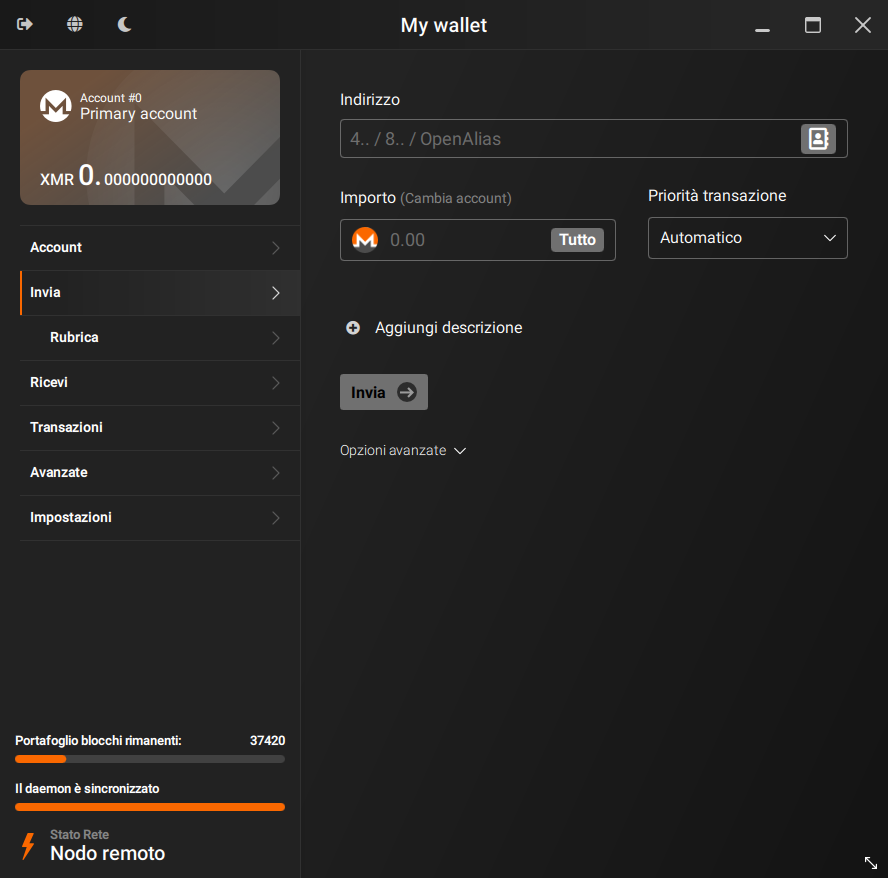 My wallet
Account #0
Primary account
XMR 0.000000000000
Account
Invia
Rubrica
Ricevi
Transazioni
Avanzate
Impostazioni
Portafoglio blocchi rimanenti: 37420
Il daemon è sincronizzato
Stato Rete
Nodo remoto
Indirizzo
4.. / 8.. / OpenAlias
Importo (Cambia account)
Priorità transazione
0.00 Tutto
Automatico
Aggiungi descrizione
Invia
Opzioni avanzate